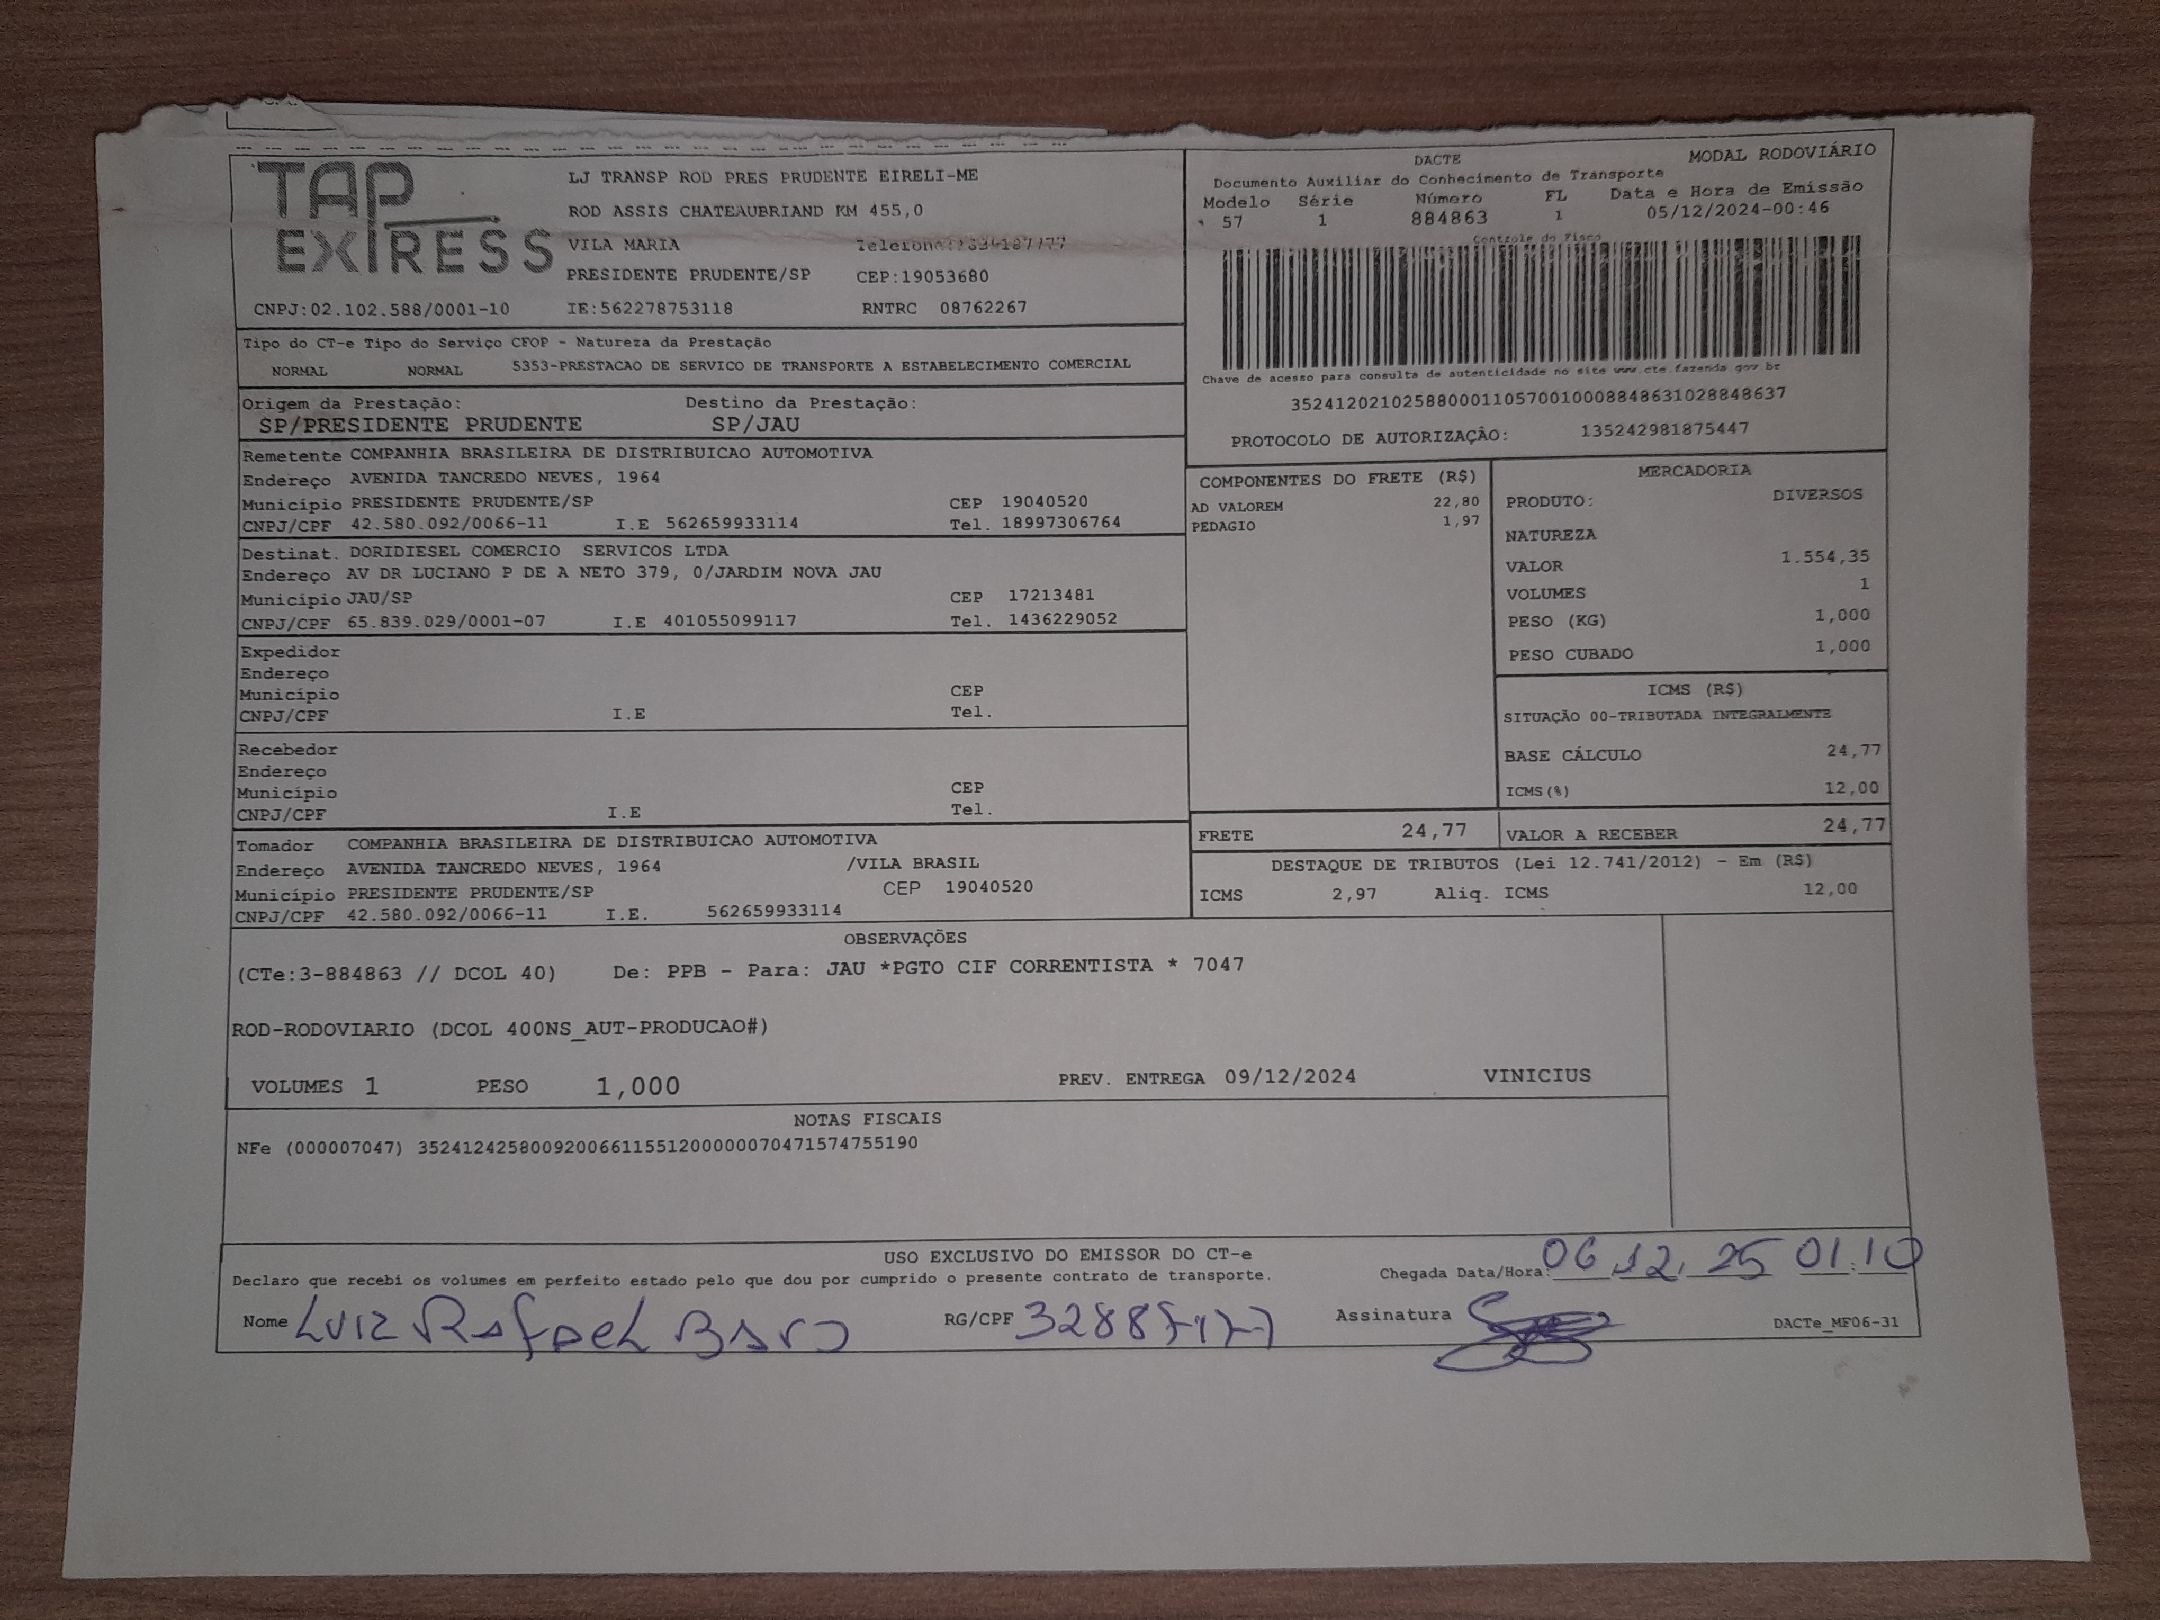 TAP EXPRESS
LJ TRANSP ROD PRES PRUDENTE EIRELI-ME
ROD ASSIS CHATEAUBRIAND KM 455,0
VILA MARIA
PRESIDENTE PRUDENTE/SP CEP:19053680
CNPJ:02.102.588/0001-10 IE:562278753118 RNTRC 08762267
DACTE MODAL RODOVIÁRIO
Documento Auxiliar do Conhecimento de Transporte
Modelo Série Número FL Data e Hora de Emissão
57 1 884863 1 05/12/2024-00:46
Controle do Fisco
Chave de acesso para consulta de autenticidade no site www.cte.fazenda.gov.br
35241202102588000110570010008848631028848637
PROTOCOLO DE AUTORIZAÇÃO: 135242981875447
Tipo do CT-e Tipo do Serviço CFOP - Natureza da Prestação
NORMAL NORMAL 5353-PRESTACAO DE SERVICO DE TRANSPORTE A ESTABELECIMENTO COMERCIAL
Origem da Prestação: Destino da Prestação:
SP/PRESIDENTE PRUDENTE SP/JAU
Remetente COMPANHIA BRASILEIRA DE DISTRIBUICAO AUTOMOTIVA
Endereço AVENIDA TANCREDO NEVES, 1964
Município PRESIDENTE PRUDENTE/SP CEP 19040520
CNPJ/CPF 42.580.092/0066-11 I.E 562659933114 Tel. 18997306764
Destinat. DORIDIESEL COMERCIO SERVICOS LTDA
Endereço AV DR LUCIANO P DE A NETO 379, 0/JARDIM NOVA JAU
Município JAU/SP CEP 17213481
CNPJ/CPF 65.839.029/0001-07 I.E 401055099117 Tel. 1436229052
Expedidor
Endereço
Município CEP
CNPJ/CPF I.E Tel.
Recebedor
Endereço
Município CEP
CNPJ/CPF I.E Tel.
Tomador COMPANHIA BRASILEIRA DE DISTRIBUICAO AUTOMOTIVA
Endereço AVENIDA TANCREDO NEVES, 1964 /VILA BRASIL
Município PRESIDENTE PRUDENTE/SP CEP 19040520
CNPJ/CPF 42.580.092/0066-11 I.E. 562659933114
COMPONENTES DO FRETE (R$)
AD VALOREM 22,80
PEDAGIO 1,97
MERCADORIA
PRODUTO: DIVERSOS
NATUREZA
VALOR 1.554,35
VOLUMES 1
PESO (KG) 1,000
PESO CUBADO 1,000
ICMS (R$)
SITUAÇÃO 00-TRIBUTADA INTEGRALMENTE
BASE CÁLCULO 24,77
ICMS(%) 12,00
FRETE 24,77 VALOR A RECEBER 24,77
DESTAQUE DE TRIBUTOS (Lei 12.741/2012) - Em (R$)
ICMS 2,97 Aliq. ICMS 12,00
OBSERVAÇÕES
(CTe:3-884863 // DCOL 40) De: PPB - Para: JAU *PGTO CIF CORRENTISTA * 7047
ROD-RODOVIARIO (DCOL 400NS_AUT-PRODUCAO#)
VOLUMES 1 PESO 1,000 PREV. ENTREGA 09/12/2024 VINICIUS
NOTAS FISCAIS
NFe (000007047) 35241242580092006611551200000070471574755190
USO EXCLUSIVO DO EMISSOR DO CT-e
Declaro que recebi os volumes em perfeito estado pelo que dou por cumprido o presente contrato de transporte. Chegada Data/Hora: 06.12.25 01:10
Nome Luiz Rafael RG/CPF Assinatura DACTe_MF06-31